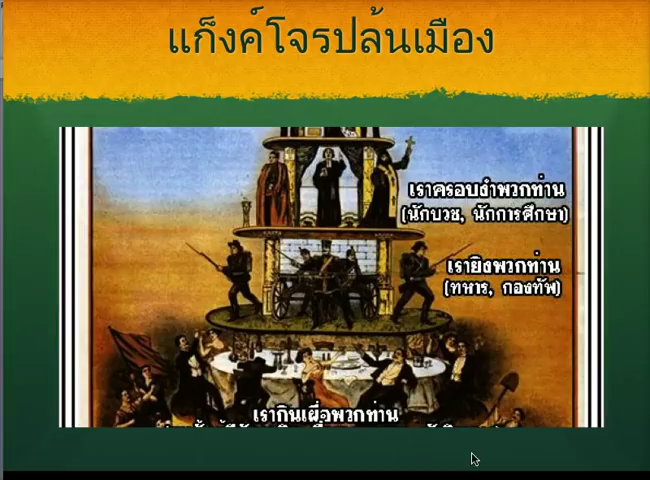 แก็งค์โจรปล้นเมือง
เราครอบงำพวกท่าน
(นักบวช, นักการศึกษา)
เรายิงพวกท่าน
(ทหาร, กองทัพ)
เรากินเผื่อพวกท่าน